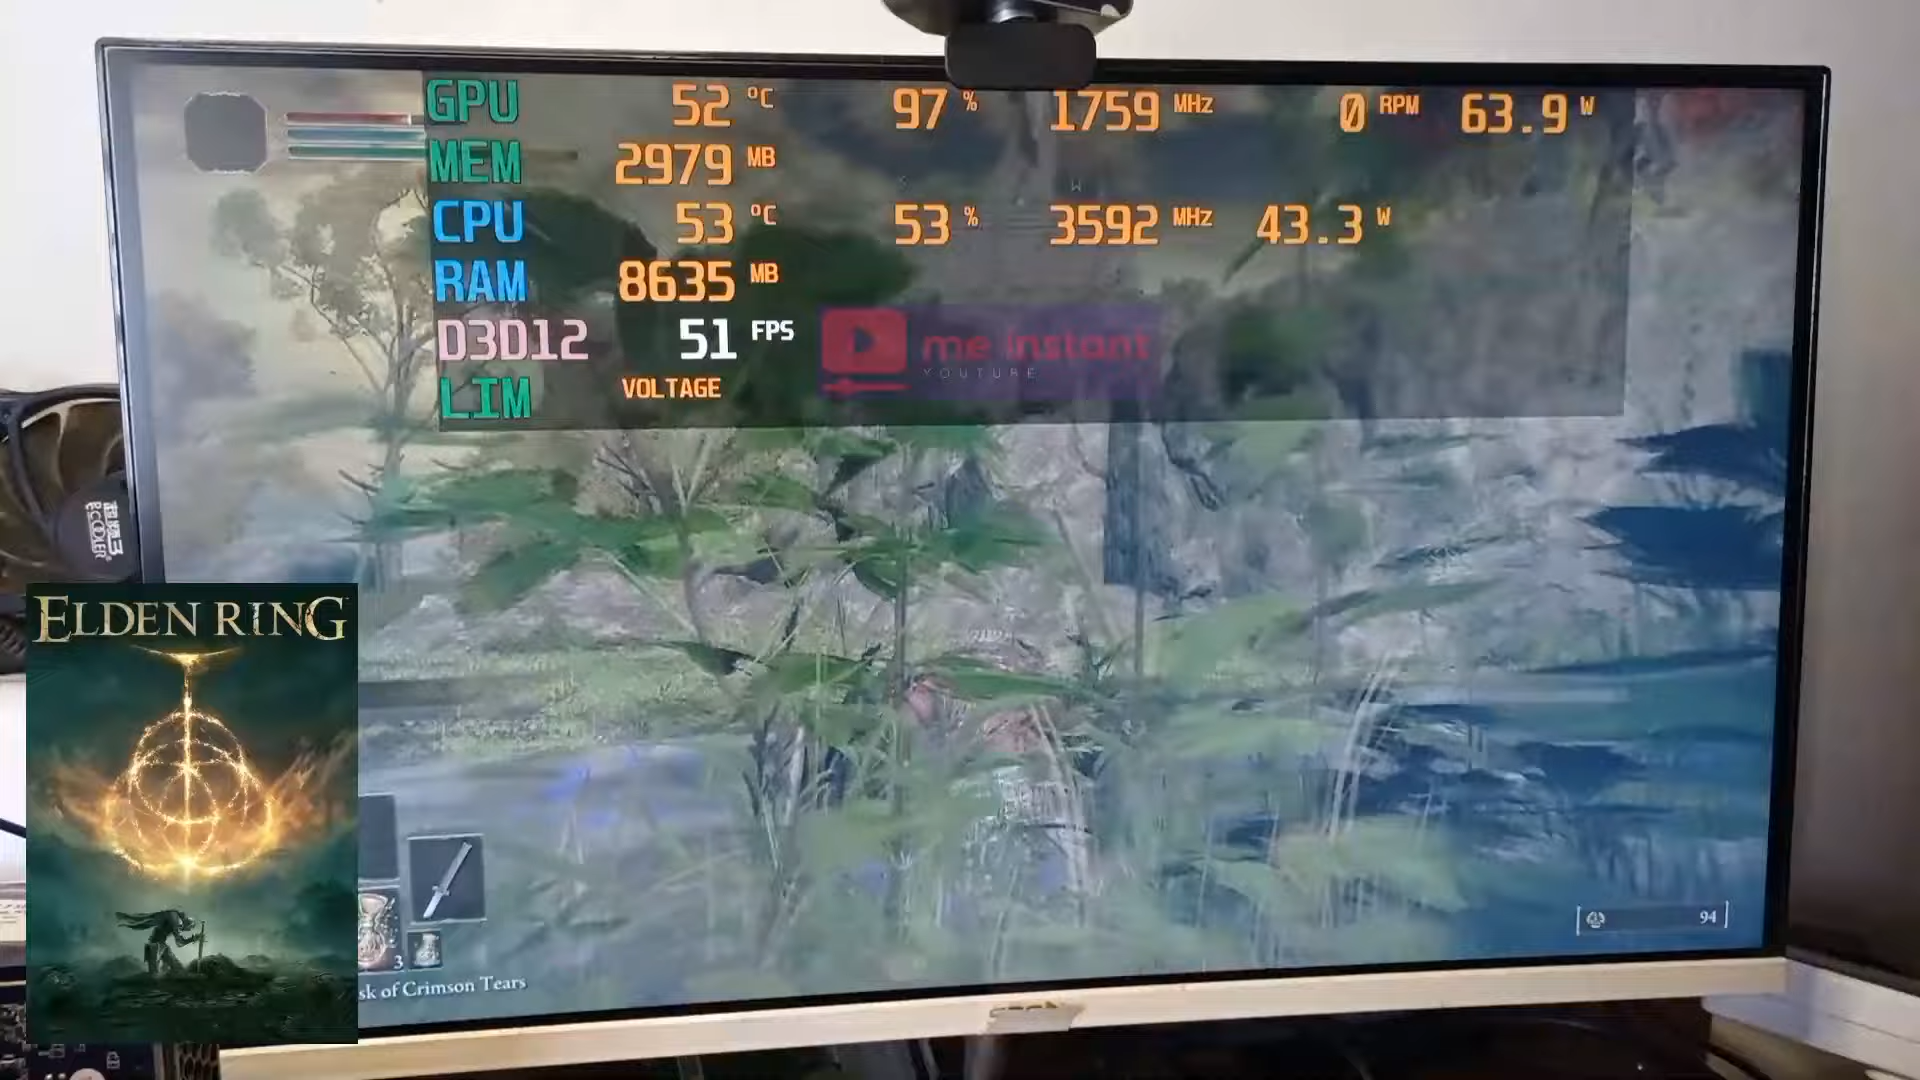 GPU 52 °C 97 % 1759 MHz 0 RPM 63.9 W
MEM 2979 MB
CPU 53 °C 53 % 3592 MHz 43.3 W
RAM 8635 MB
D3D12 51 FPS
LIM VOLTAGE
me instant
YOUTUBE
PCOOLER
ELDEN RING
94
3
sk of Crimson Tears